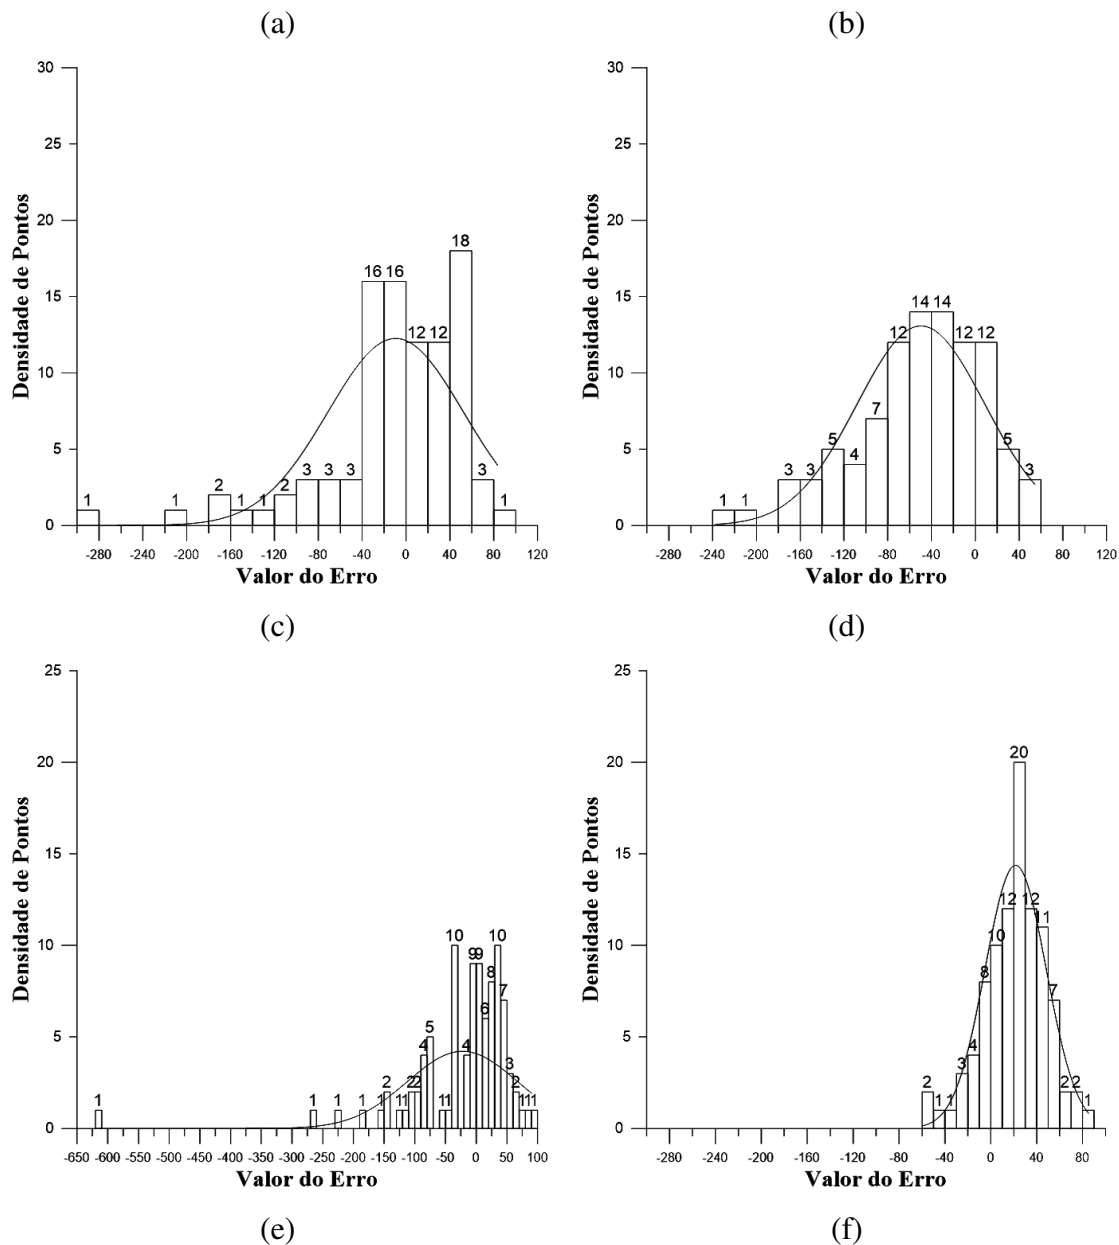 (a)
(b)
30
25
20
15
10
5
0
Densidade de Pontos
1 1 2 1 1 2 3 3 3 16 16 12 12 18 3 1
-280 -240 -200 -160 -120 -80 -40 0 40 80 120
Valor do Erro
30
25
20
15
10
5
0
Densidade de Pontos
1 1 3 3 5 4 7 12 14 14 12 12 5 3
-280 -240 -200 -160 -120 -80 -40 0 40 80 120
Valor do Erro
(c)
(d)
25
20
15
10
5
0
Densidade de Pontos
1 1 1 1 1 2 1 1 2 2 4 5 1 1 10 4 9 9 6 8 10 7 3 2 1 1 1
-650 -600 -550 -500 -450 -400 -350 -300 -250 -200 -150 -100 -50 0 50 100
Valor do Erro
25
20
15
10
5
0
Densidade de Pontos
2 1 1 3 4 8 10 12 20 12 11 7 2 2 1
-280 -240 -200 -160 -120 -80 -40 0 40 80
Valor do Erro
(e)
(f)